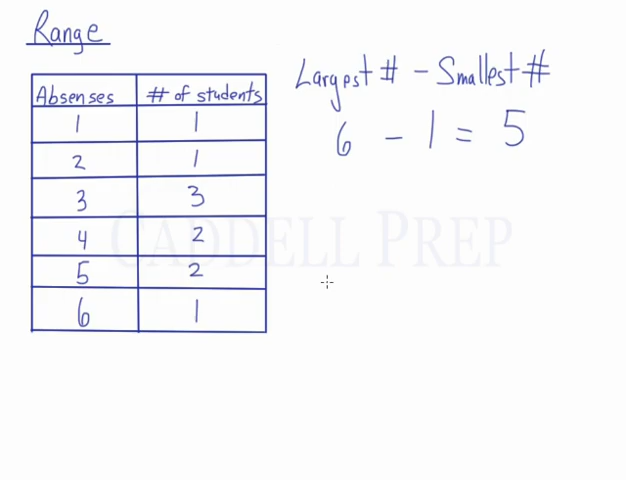 Range
Largest # - Smallest #
6 - 1 = 5
Absenses # of students
1 1
2 1
3 3
4 2
5 2
6 1
CADDELL PREP